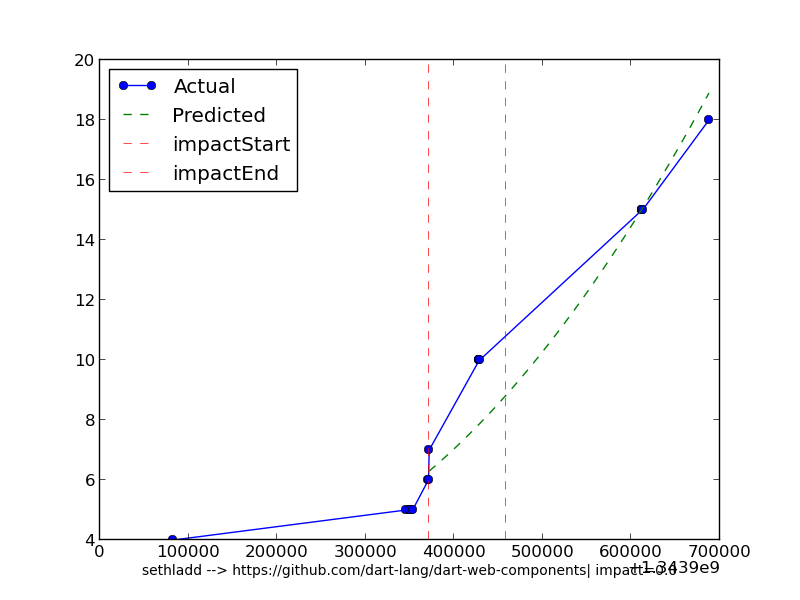 20
18
16
14
12
10
8
6
4
Actual
Predicted
impactStart
impactEnd
0 100000 200000 300000 400000 500000 600000 700000
+1.3439e9
sethladd --> https://github.com/dart-lang/dart-web-components| impact=0.0